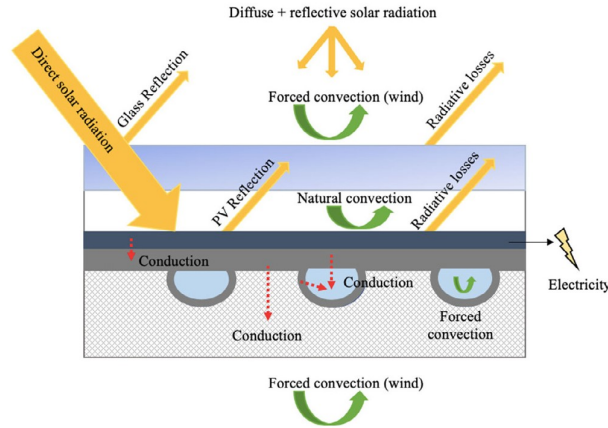 Diffuse + reflective solar radiation
Direct solar radiation
Glass Reflection
Forced convection (wind)
Radiative losses
PV Reflection
Natural convection
Radiative losses
Conduction
Conduction
Electricity
Conduction
Forced
convection
Forced convection (wind)